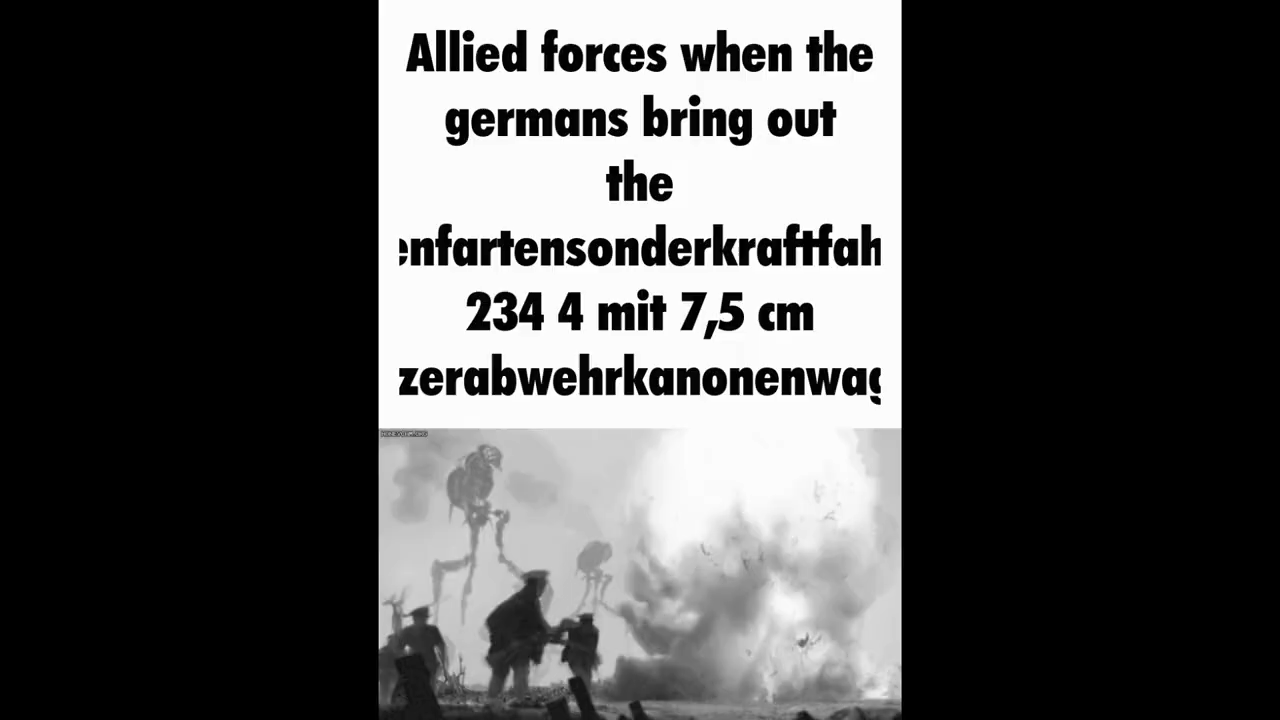 Allied forces when the
germans bring out
the
enfartensonderkraftfah
234 4 mit 7,5 cm
zerabwehrkanonenwag